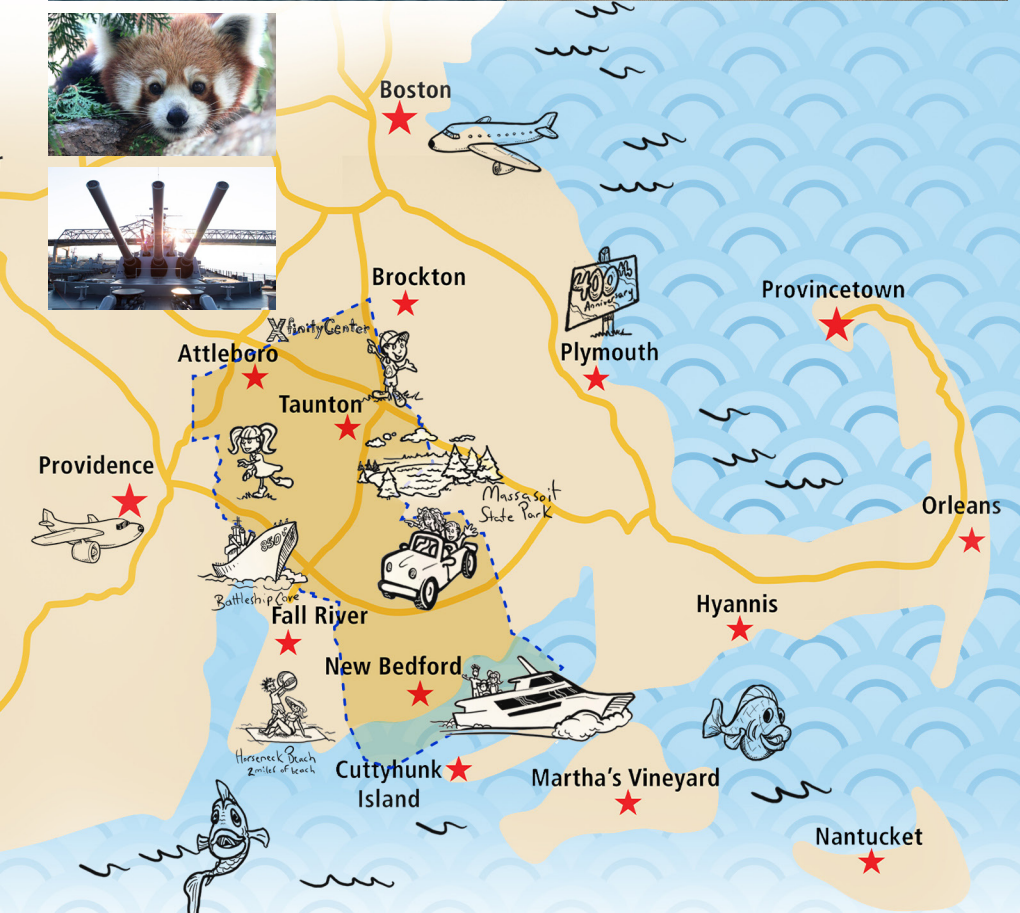 Boston
Brockton
400th
Anniversary
Provincetown
XfinityCenter
Attleboro
Plymouth
Taunton
Providence
Massasoit
State Park
Orleans
Battleship Cove
Fall River
Hyannis
New Bedford
Horseneck Beach
2 miles of beach
Cuttyhunk
Island
Martha's Vineyard
Nantucket